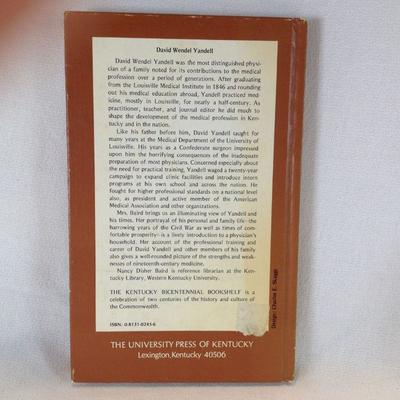 David Wendel Yandell
David Wendel Yandell was the most distinguished physi-
cian of a family noted for its contributions to the medical
profession over a period of generations. After graduating
from the Louisville Medical Institute in 1846 and rounding
out his medical education abroad, Yandell practiced med-
icine, mostly in Louisville, for nearly a half-century. As
practitioner, teacher, and journal editor he did much to
shape the development of the medical profession in Ken-
tucky and in the nation.
Like his father before him, David Yandell taught for
many years at the Medical Department of the University of
Louisville. His years as a Confederate surgeon impressed
upon him the horrifying consequences of the inadequate
preparation of most physicians. Concerned especially about
the need for practical training, Yandell waged a twenty-year
campaign to expand clinic facilities and introduce intern
programs at his own school and across the nation. He
fought for higher professional standards on a national level
also, as president and active member of the American
Medical Association and other organizations.
Mrs. Baird brings us an illuminating view of Yandell and
his times. Her portrayal of his personal and family life—the
harrowing years of the Civil War as well as times of com-
fortable prosperity—is a lively introduction to a physician's
household. Her account of the professional training and
career of David Yandell and other members of his family
also gives a well-rounded picture of the strengths and weak-
nesses of nineteenth-century medicine.
Nancy Disher Baird is reference librarian at the Ken-
tucky Library, Western Kentucky University.
THE KENTUCKY BICENTENNIAL BOOKSHELF is a
celebration of two centuries of the history and culture of
the Commonwealth.
ISBN: 0-8131-0245-6
Design: Charles E. Skaggs
THE UNIVERSITY PRESS OF KENTUCKY
Lexington, Kentucky 40506